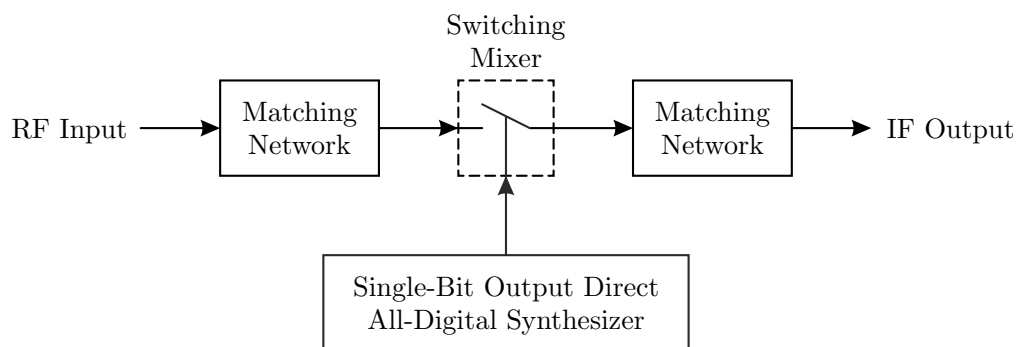 Switching
Mixer
RF Input
Matching
Network
Matching
Network
IF Output
Single-Bit Output Direct
All-Digital Synthesizer